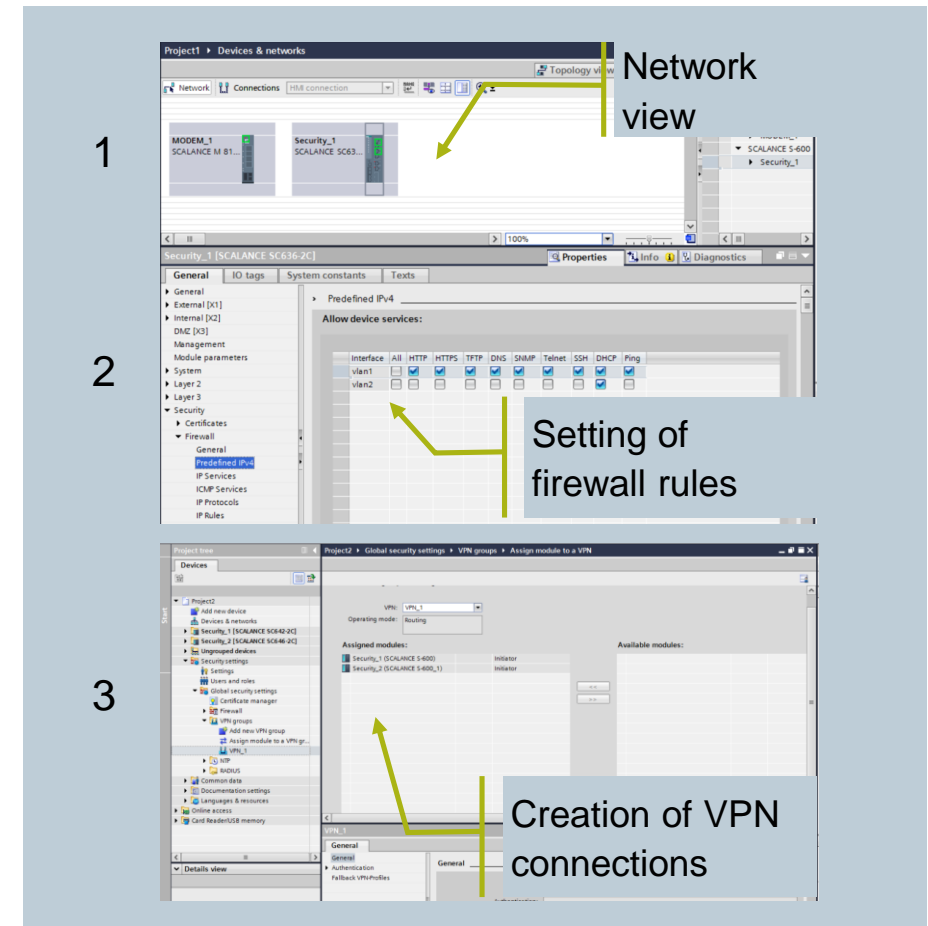 Project1 ▸ Devices & networks
Topology view
Network view
Network Connections HMI connection
1
MODEM_1
SCALANCE M 81...
Security_1
SCALANCE SC63...
MODEM_1
SCALANCE S-600
Security_1
100%
Security_1 [SCALANCE SC636-2C]
Properties Info Diagnostics
General IO tags System constants Texts
2
General
External [X1]
Internal [X2]
DMZ [X3]
Management
Module parameters
System
Layer 2
Layer 3
Security
Certificates
Firewall
General
Predefined IPv4
IP Services
ICMP Services
IP Protocols
IP Rules
Predefined IPv4
Allow device services:
Interface All HTTP HTTPS TFTP DNS SNMP Telnet SSH DHCP Ping
vlan1
vlan2
Setting of
firewall rules
3
Project tree
Devices
Start
Project2
Add new device
Devices & networks
Security_1 [SCALANCE SC642-2C]
Security_2 [SCALANCE SC646-2C]
Ungrouped devices
Security settings
Settings
Users and roles
Global security settings
Certificate manager
Firewall
VPN groups
Add new VPN group
Assign module to a VPN gr...
VPN_1
NTP
RADIUS
Common data
Documentation settings
Languages & resources
Online access
Card Reader/USB memory
Details view
Project2 ▸ Global security settings ▸ VPN groups ▸ Assign module to a VPN
VPN: VPN_1
Operating mode: Routing
Assigned modules: Available modules:
Security_1 (SCALANCE S-600) Initiator
Security_2 (SCALANCE S-600_1) Initiator
<<
>>
Creation of VPN
connections
VPN_1
General
General
Authentication
Fallback VPN-Profiles
General